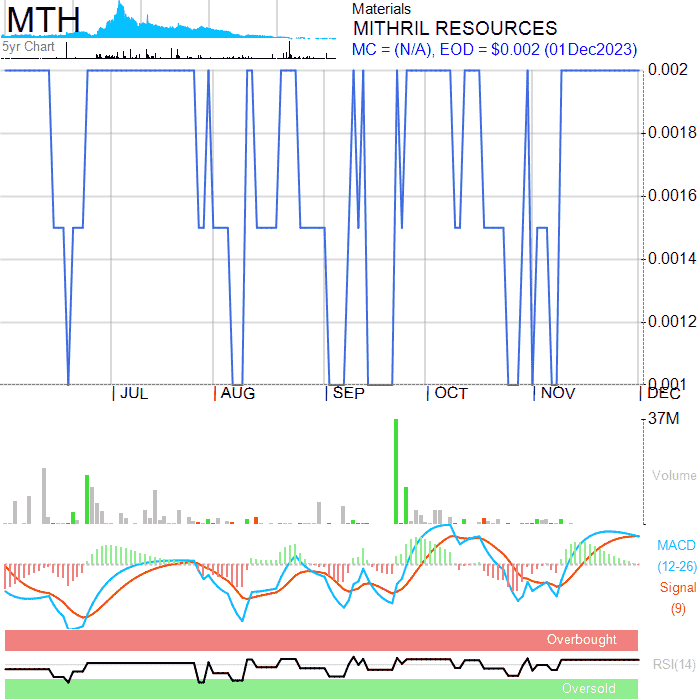 MTH
5yr Chart
Materials
MITHRIL RESOURCES
MC = (N/A), EOD = $0.002 (01Dec2023)
0.002
0.0018
0.0016
0.0014
0.0012
0.001
JUL
AUG
SEP
OCT
NOV
DEC
37M
Volume
MACD
(12-26)
Signal
(9)
Overbought
RSI(14)
Oversold